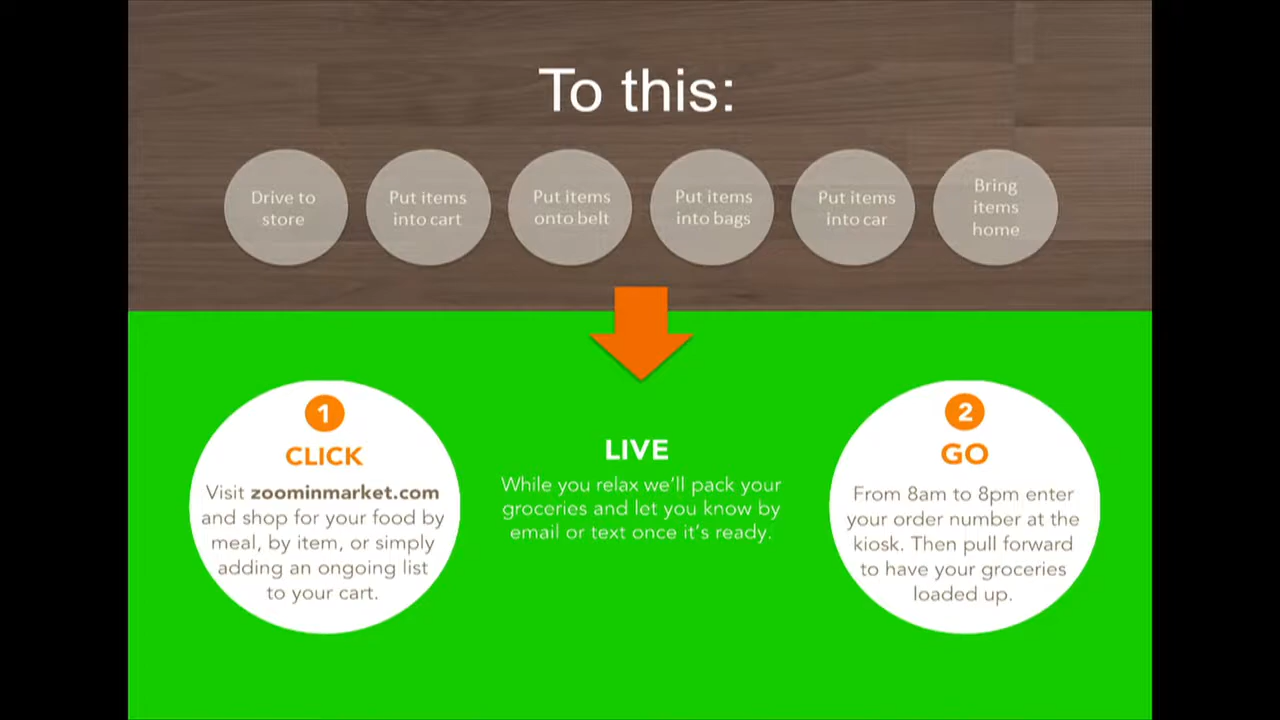 To this:
Drive to
store
Put items
into cart
Put items
onto belt
Put items
into bags
Put items
into car
Bring
items
home
1
CLICK
Visit zoominmarket.com
and shop for your food by
meal, by item, or simply
adding an ongoing list
to your cart.
LIVE
While you relax we'll pack your
groceries and let you know by
email or text once it's ready.
2
GO
From 8am to 8pm enter
your order number at the
kiosk. Then pull forward
to have your groceries
loaded up.